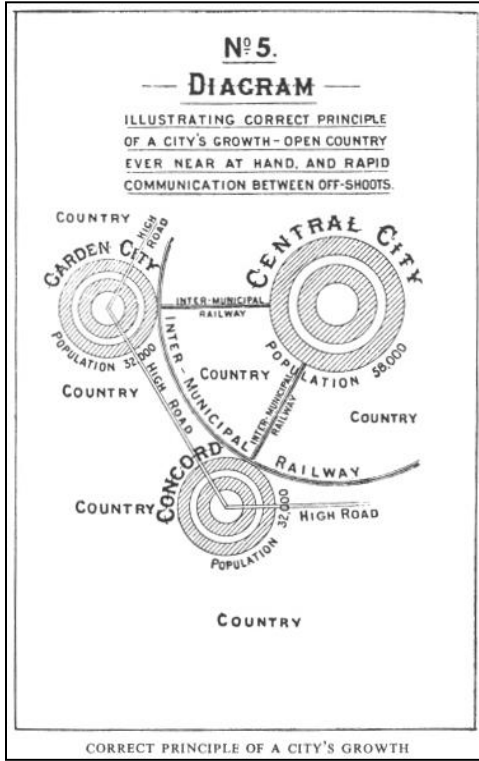 Nº 5.
DIAGRAM
ILLUSTRATING CORRECT PRINCIPLE
OF A CITY'S GROWTH – OPEN COUNTRY
EVER NEAR AT HAND, AND RAPID
COMMUNICATION BETWEEN OFF-SHOOTS.
COUNTRY
HIGH
ROAD
GARDEN CITY
POPULATION 32,000
CENTRAL CITY
POPULATION 58,000
INTER-MUNICIPAL
RAILWAY
INTER-MUNICIPAL RAILWAY
COUNTRY
INTER-MUNICIPAL
RAILWAY
COUNTRY
COUNTRY
HIGH ROAD
CONCORD
POPULATION 32,000
COUNTRY
HIGH ROAD
COUNTRY
CORRECT PRINCIPLE OF A CITY'S GROWTH